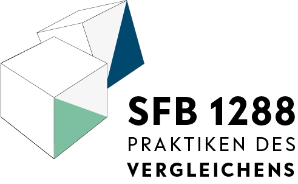 SFB 1288
PRAKTIKEN DES
VERGLEICHENS